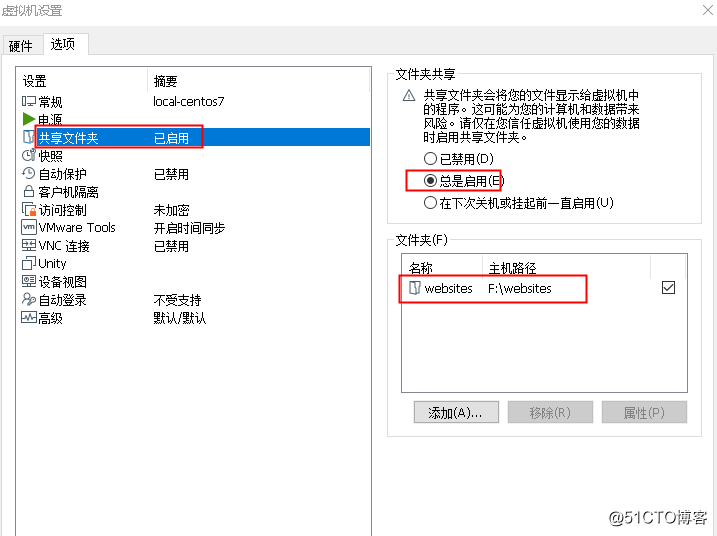 虚拟机设置
硬件 选项
设置 摘要
常规 local-centos7
电源
共享文件夹 已启用
快照
自动保护 已禁用
客户机隔离
访问控制 未加密
vm VMware Tools 开启时间同步
VNC 连接 已禁用
Unity
设备视图
自动登录 不受支持
高级 默认/默认
文件夹共享
共享文件夹会将您的文件显示给虚拟机中
的程序。这可能为您的计算机和数据带来
风险。请仅在您信任虚拟机使用您的数据
时启用共享文件夹。
已禁用(D)
总是启用(E)
在下次关机或挂起前一直启用(U)
文件夹(F)
名称 主机路径
websites F:\websites
添加(A)... 移除(R) 属性(P)
@51CTO博客